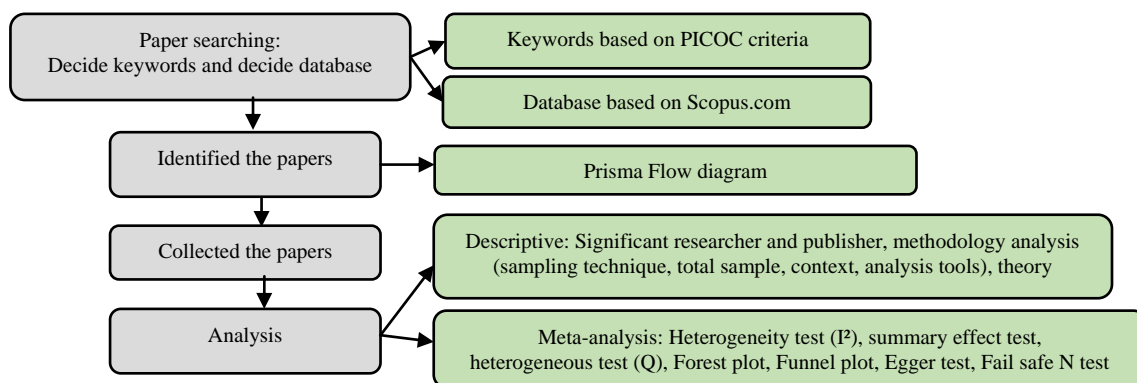 Paper searching:
Decide keywords and decide database
Keywords based on PICOC criteria
Database based on Scopus.com
Identified the papers
Prisma Flow diagram
Collected the papers
Descriptive: Significant researcher and publisher, methodology analysis
(sampling technique, total sample, context, analysis tools), theory
Analysis
Meta-analysis: Heterogeneity test (I²), summary effect test,
heterogeneous test (Q), Forest plot, Funnel plot, Egger test, Fail safe N test